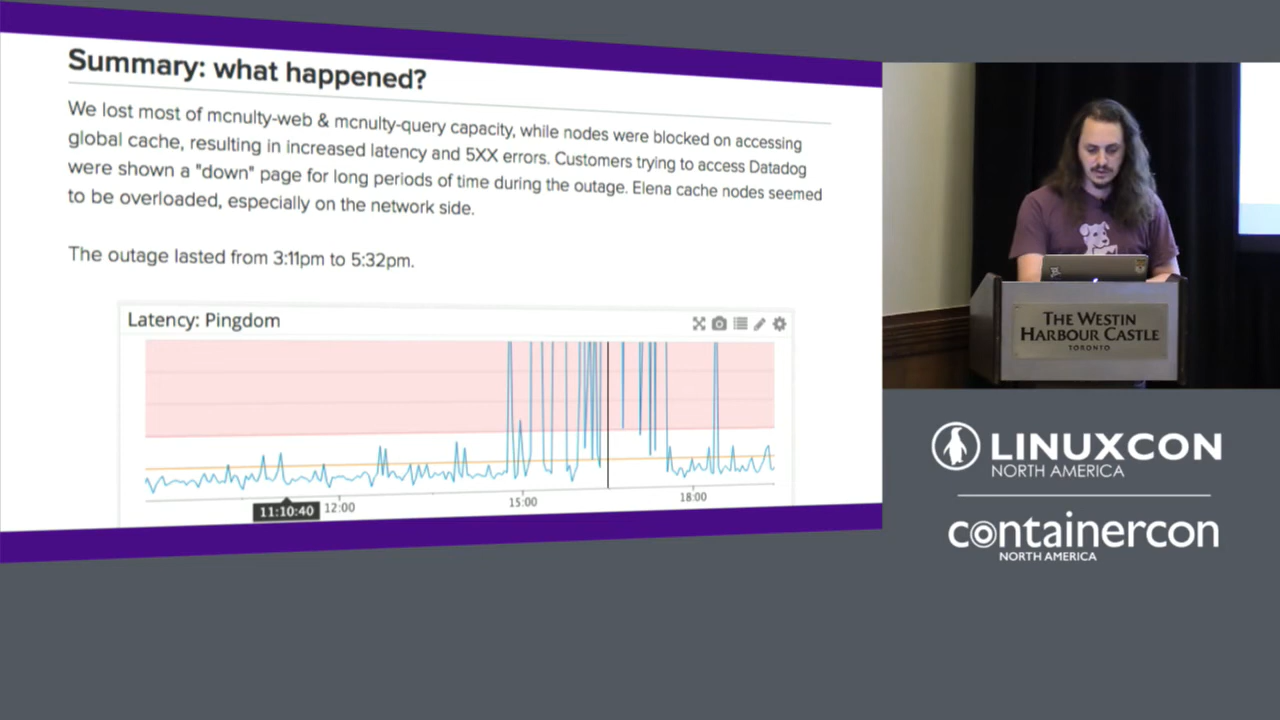 Summary: what happened?
We lost most of mcnulty-web & mcnulty-query capacity, while nodes were blocked on accessing
global cache, resulting in increased latency and 5XX errors. Customers trying to access Datadog
were shown a "down" page for long periods of time during the outage. Elena cache nodes seemed
to be overloaded, especially on the network side.
The outage lasted from 3:11pm to 5:32pm.
Latency: Pingdom
11:10:40
12:00
15:00
18:00
THE WESTIN
HARBOUR CASTLE
TORONTO
LINUXCON
NORTH AMERICA
containercon
NORTH AMERICA